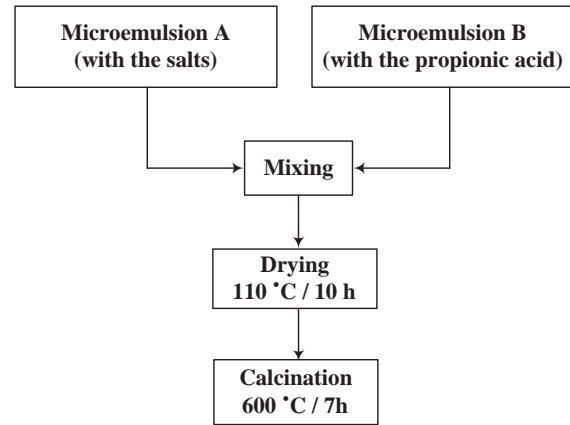 Microemulsion A
(with the salts)
Microemulsion B
(with the propionic acid)
Mixing
Drying
110 °C / 10 h
Calcination
600 °C / 7h